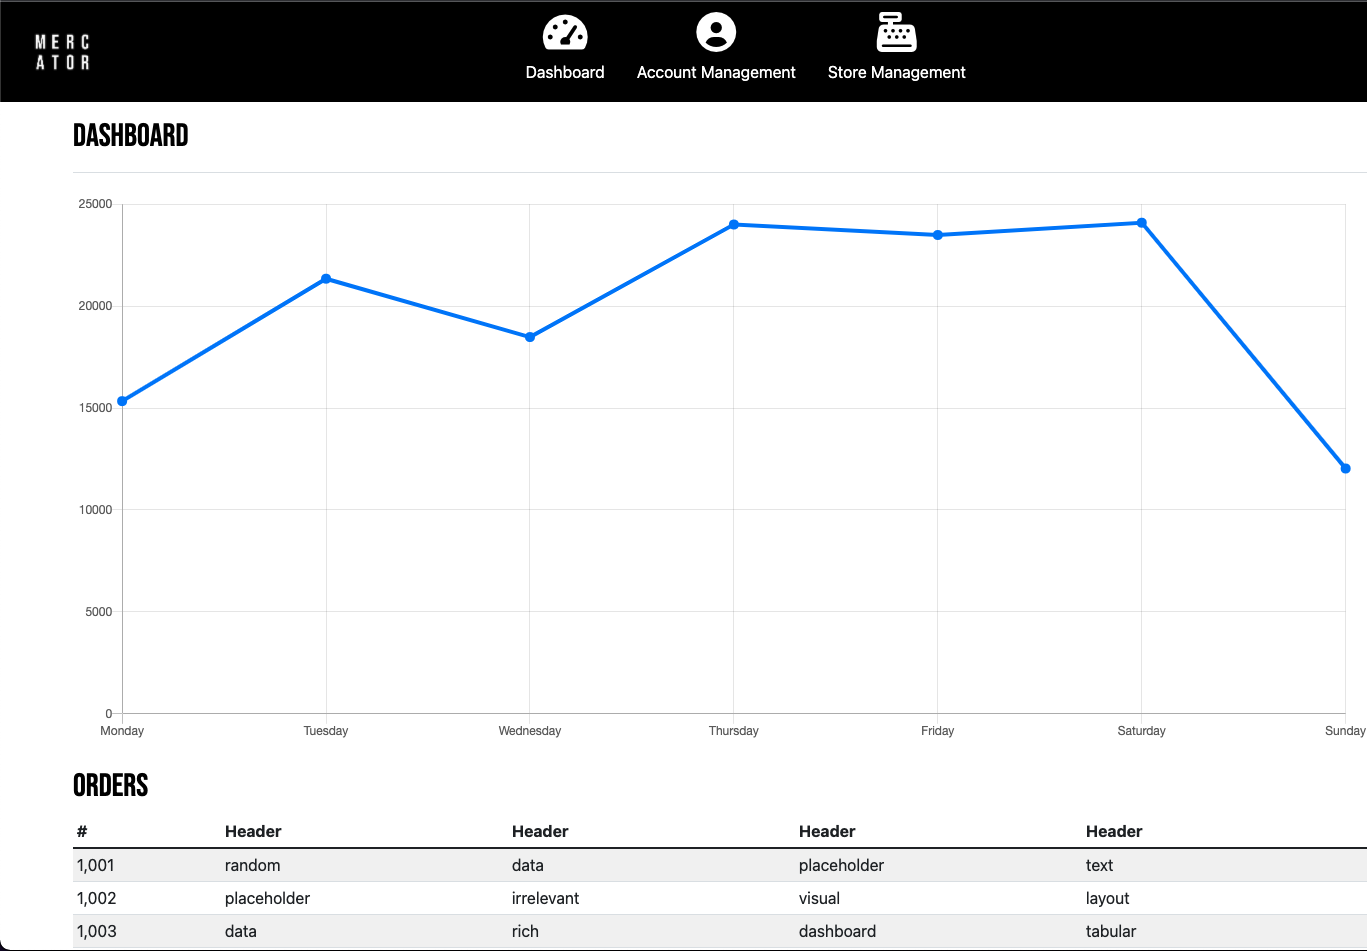 MERC
ATOR
Dashboard Account Management Store Management
DASHBOARD
25000
20000
15000
10000
5000
0
Monday Tuesday Wednesday Thursday Friday Saturday Sunday
ORDERS
# Header Header Header Header
1,001 random data placeholder text
1,002 placeholder irrelevant visual layout
1,003 data rich dashboard tabular